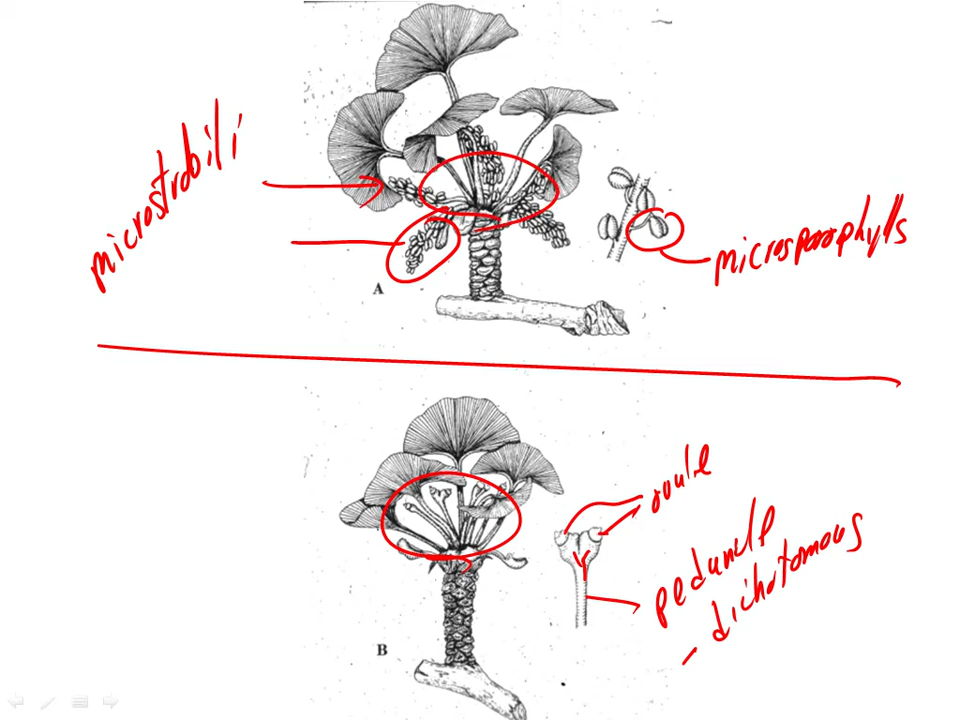 microstrobili
microsporophylls
A
ovule
peduncle
- dichotomous
B